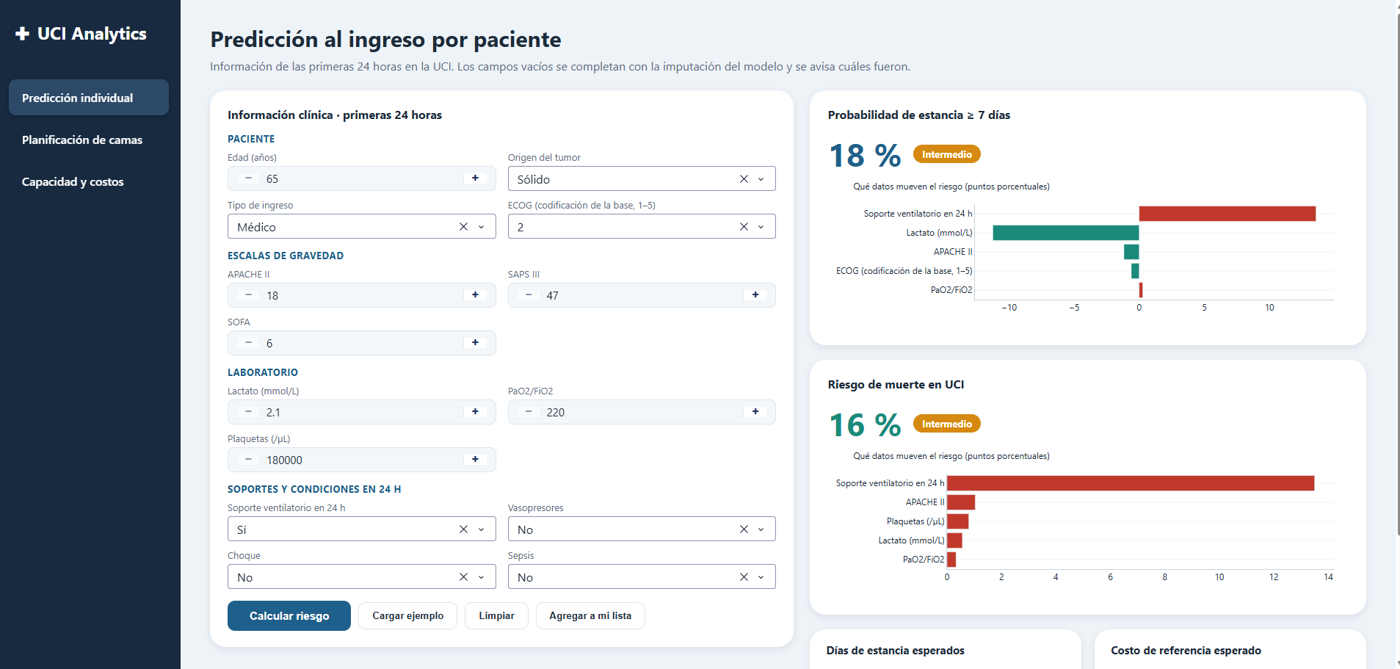 ✚ UCI Analytics
Predicción individual
Planificación de camas
Capacidad y costos
Predicción al ingreso por paciente
Información de las primeras 24 horas en la UCI. Los campos vacíos se completan con la imputación del modelo y se avisa cuáles fueron.
Información clínica · primeras 24 horas
PACIENTE
Edad (años)
Origen del tumor
− 65 +
Sólido
Tipo de ingreso
ECOG (codificación de la base, 1–5)
Médico
2
ESCALAS DE GRAVEDAD
APACHE II
SAPS III
− 18 +
− 47 +
SOFA
− 6 +
LABORATORIO
Lactato (mmol/L)
PaO2/FiO2
− 2.1 +
− 220 +
Plaquetas (/µL)
− 180000 +
SOPORTES Y CONDICIONES EN 24 H
Soporte ventilatorio en 24 h
Vasopresores
Sí
No
Choque
Sepsis
No
No
Calcular riesgo
Cargar ejemplo
Limpiar
Agregar a mi lista
Probabilidad de estancia ≥ 7 días
18 % Intermedio
Qué datos mueven el riesgo (puntos porcentuales)
Soporte ventilatorio en 24 h
Lactato (mmol/L)
APACHE II
ECOG (codificación de la base, 1–5)
PaO2/FiO2
−10 −5 0 5 10
Riesgo de muerte en UCI
16 % Intermedio
Qué datos mueven el riesgo (puntos porcentuales)
Soporte ventilatorio en 24 h
APACHE II
Plaquetas (/µL)
Lactato (mmol/L)
PaO2/FiO2
0 2 4 6 8 10 12 14
Días de estancia esperados
Costo de referencia esperado